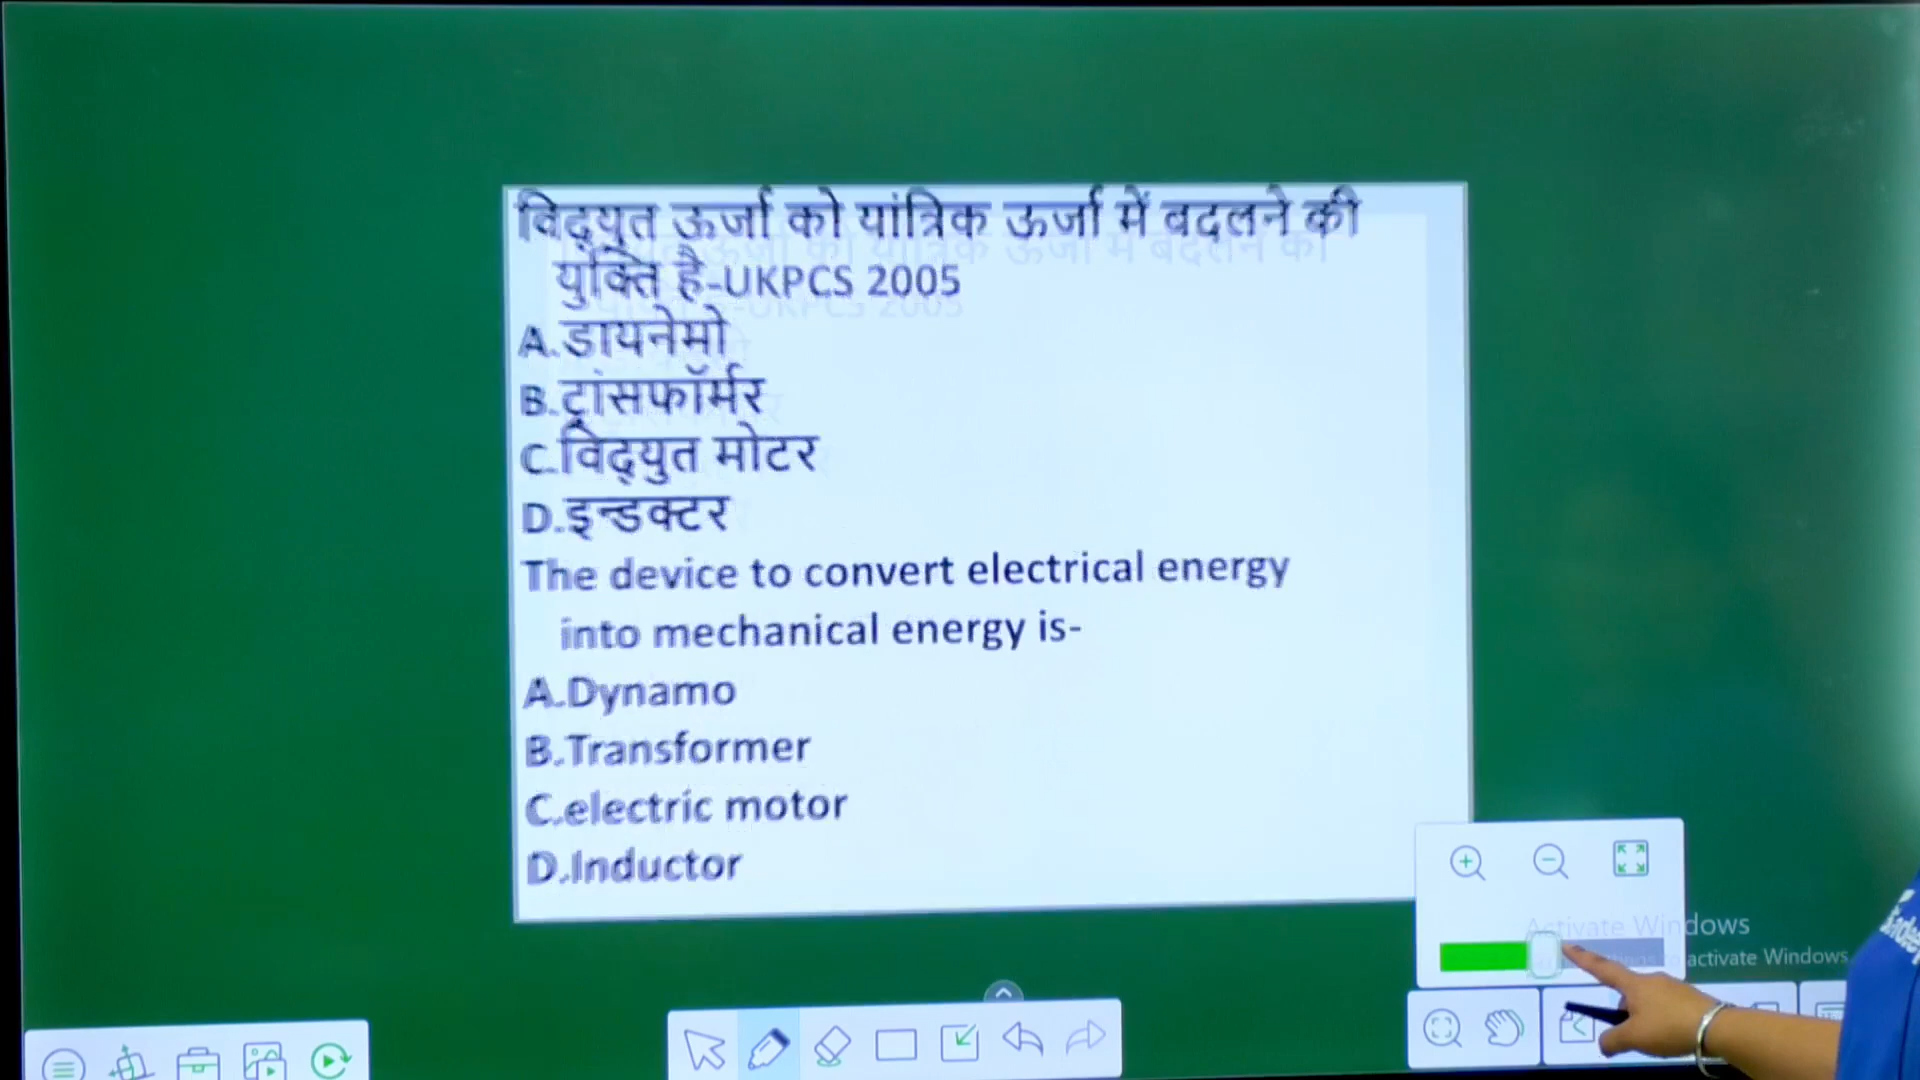 विद्युत ऊर्जा को यांत्रिक ऊर्जा में बदलने की
युक्ति है-UKPCS 2005
A.डायनेमो
B.ट्रांसफॉर्मर
C.विद्युत मोटर
D.इन्डक्टर
The device to convert electrical energy
into mechanical energy is-
A.Dynamo
B.Transformer
C.electric motor
D.Inductor
Activate Windows
activate Windows